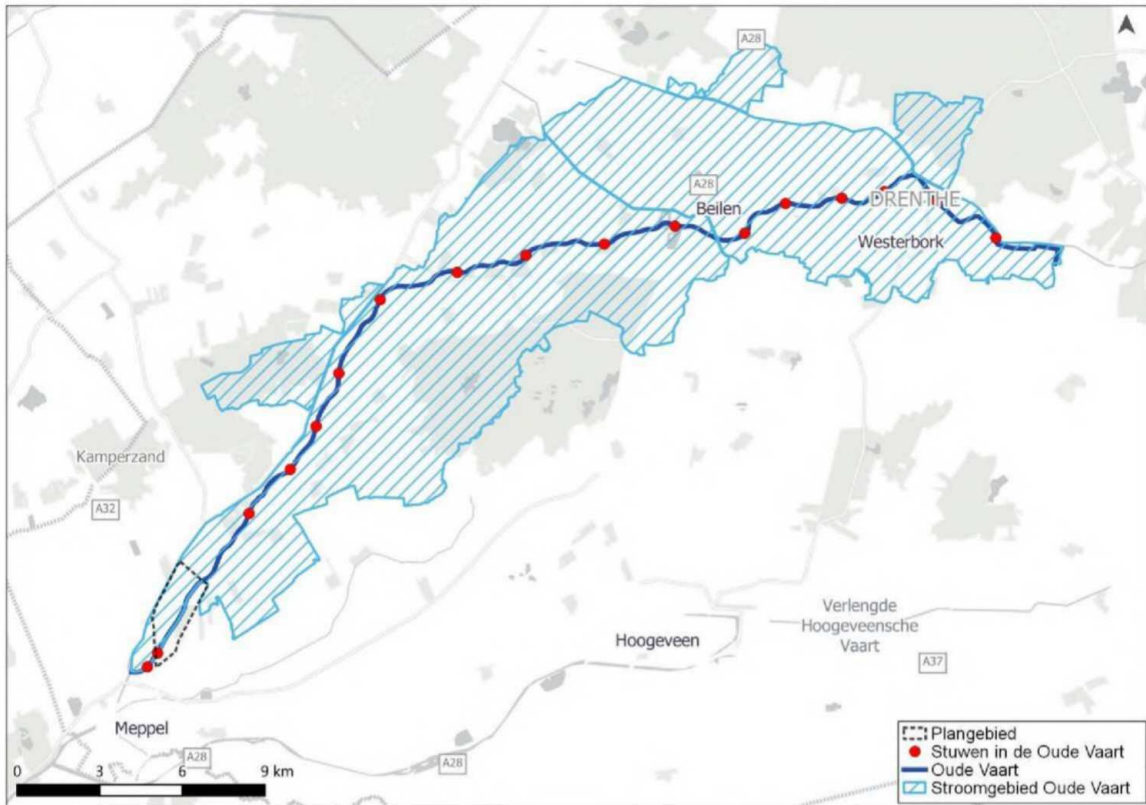 A28
A28
Beilen
DRENTHE
Westerbork
Kamperzand
A32
Verlengde
Hoogeveensche
Vaart
Hoogeveen
A37
Meppel
A28
A28
0 3 6 9 km
Plangebied
Stuwen in de Oude Vaart
Oude Vaart
Stroomgebied Oude Vaart